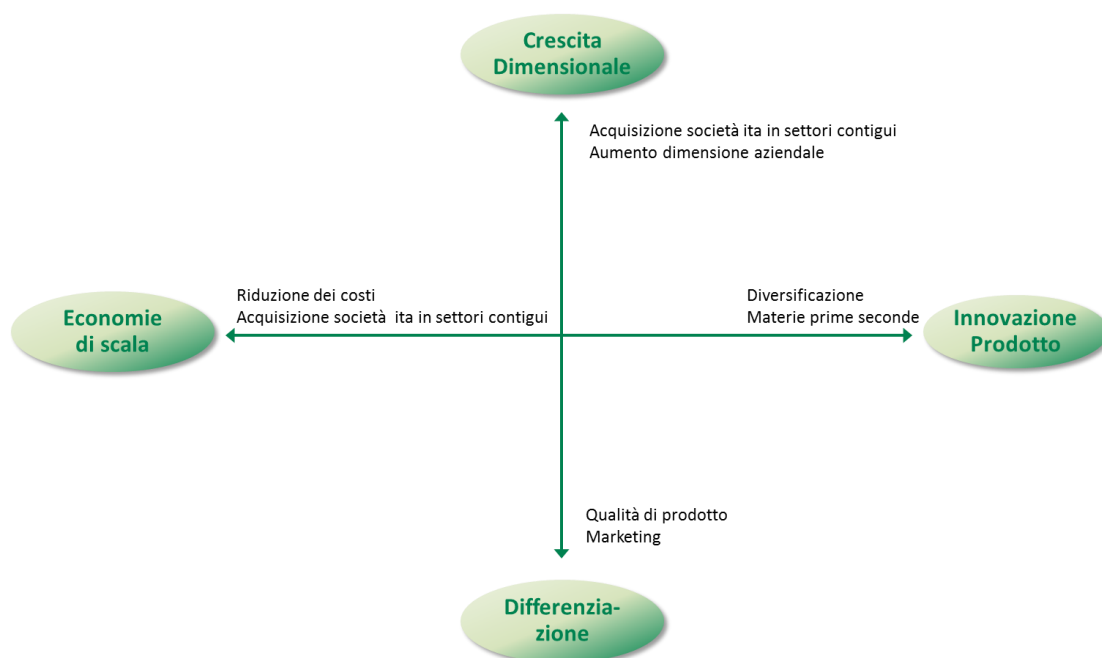 Crescita
Dimensionale
Acquisizione società ita in settori contigui
Aumento dimensione aziendale
Riduzione dei costi
Acquisizione società ita in settori contigui
Economie
di scala
Diversificazione
Materie prime seconde
Innovazione
Prodotto
Qualità di prodotto
Marketing
Differenzia-
zione